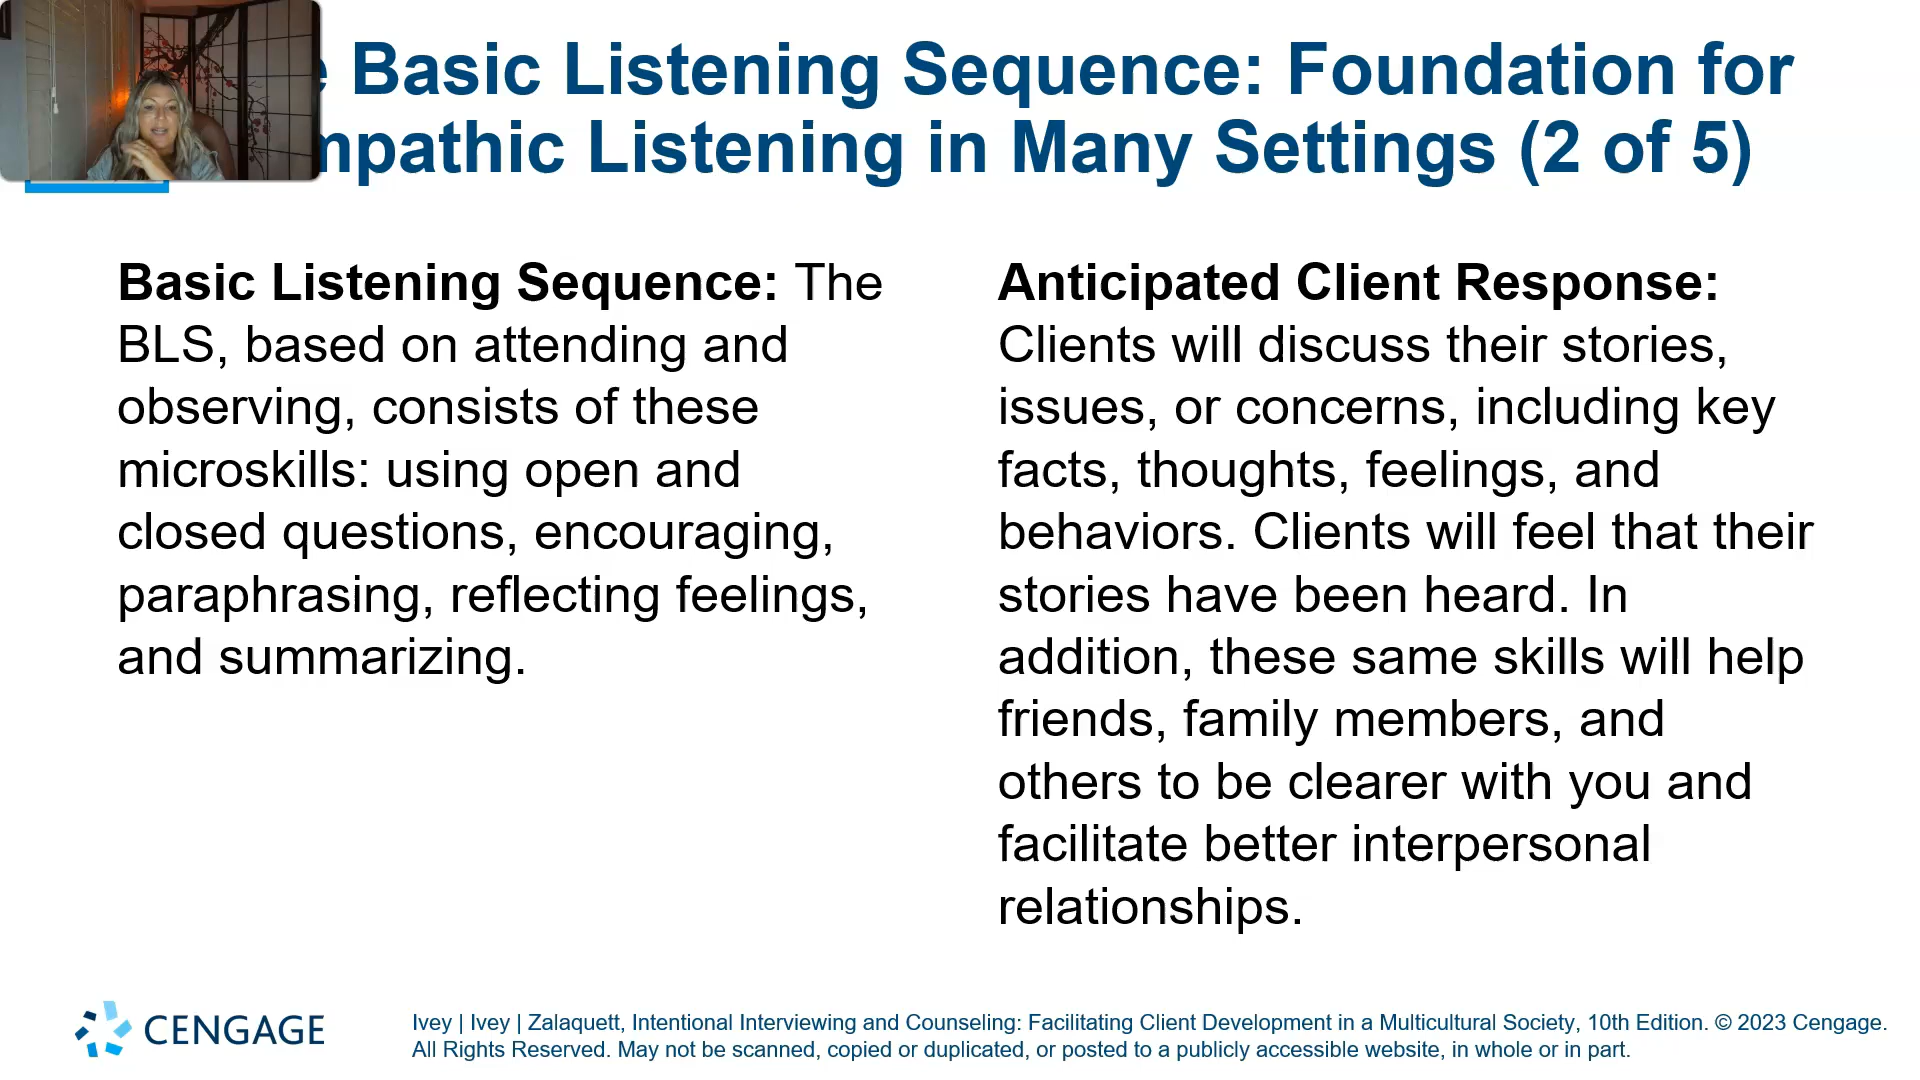 Basic Listening Sequence: Foundation for
Listening in Many Settings (2 of 5)
Basic Listening Sequence: The
BLS, based on attending and
observing, consists of these
microskills: using open and
closed questions, encouraging,
paraphrasing, reflecting feelings,
and summarizing.
Anticipated Client Response:
Clients will discuss their stories,
issues, or concerns, including key
facts, thoughts, feelings, and
behaviors. Clients will feel that their
stories have been heard. In
addition, these same skills will help
friends, family members, and
others to be clearer with you and
facilitate better interpersonal
relationships.
CENGAGE
Ivey | Ivey | Zalaquett, Intentional Interviewing and Counseling: Facilitating Client Development in a Multicultural Society, 10th Edition. © 2023 Cengage.
All Rights Reserved. May not be scanned, copied or duplicated, or posted to a publicly accessible website, in whole or in part.